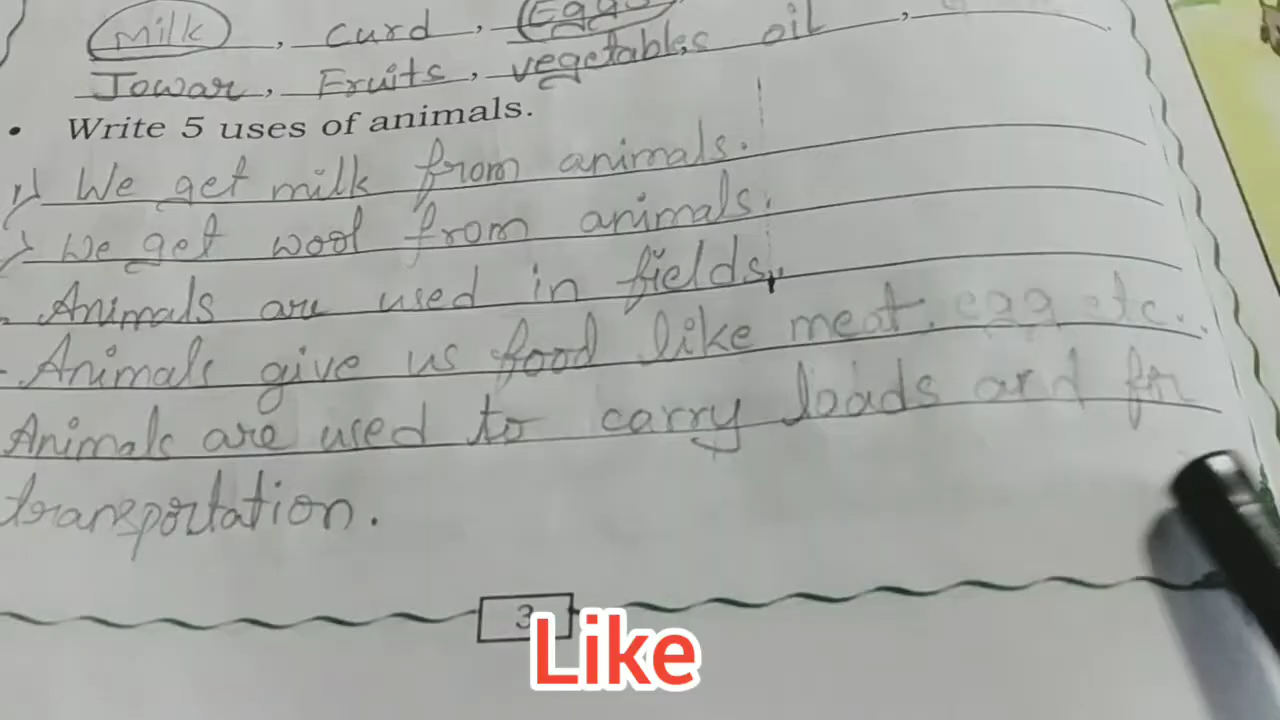 milk, curd, Eggs,
Jowar, Fruits, vegetables oil,
• Write 5 uses of animals.
1) We get milk from animals.
We get wool from animals.
Animals are used in fields.
Animals give us food like meat, egg etc..
Animals are used to carry loads and for
transportation.
3
Like